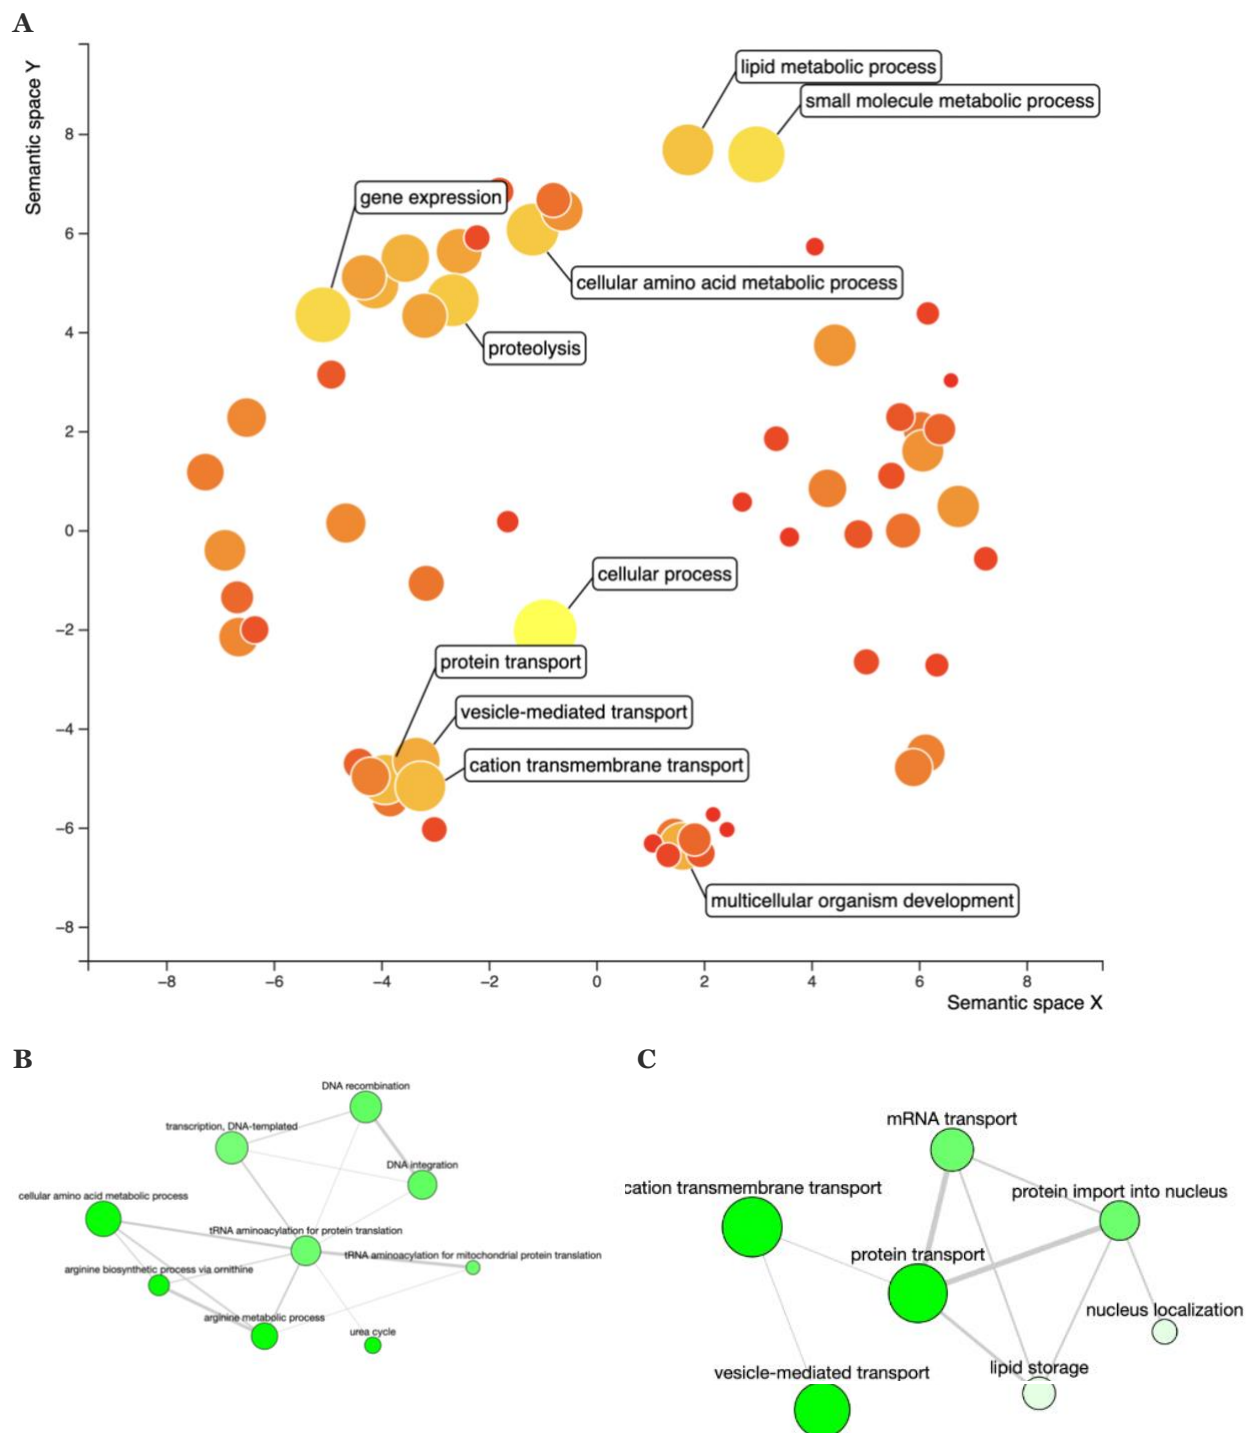 A
Semantic space Y
8
6
4
2
0
−2
−4
−6
−8
lipid metabolic process
small molecule metabolic process
gene expression
cellular amino acid metabolic process
proteolysis
cellular process
protein transport
vesicle-mediated transport
cation transmembrane transport
multicellular organism development
−8 −6 −4 −2 0 2 4 6 8
Semantic space X
B
DNA recombination
transcription, DNA-templated
DNA integration
cellular amino acid metabolic process
tRNA aminoacylation for protein translation
tRNA aminoacylation for mitochondrial protein translation
arginine biosynthetic process via ornithine
arginine metabolic process
urea cycle
C
mRNA transport
cation transmembrane transport
protein import into nucleus
protein transport
nucleus localization
lipid storage
vesicle-mediated transport